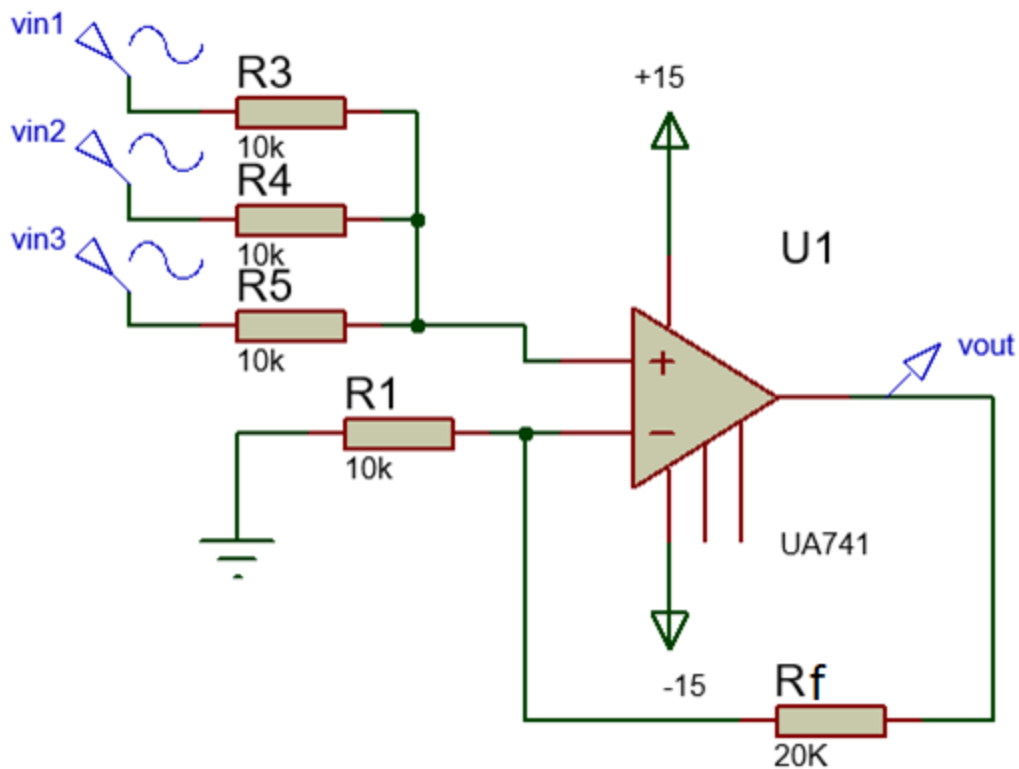 vin1
R3
10k
vin2
R4
10k
vin3
R5
10k
R1
10k
+15
U1
+
−
vout
UA741
-15
Rf
20K